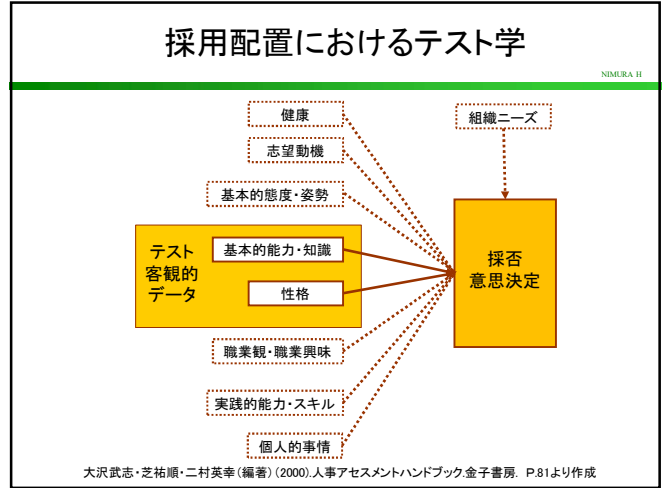 採用配置におけるテスト学
NIMURA H
健康
組織ニーズ
志望動機
基本的態度・姿勢
テスト
客観的
データ
基本的能力・知識
性格
採否
意思決定
職業観・職業興味
実践的能力・スキル
個人的事情
大沢武志・芝祐順・二村英幸(編著)(2000).人事アセスメントハンドブック.金子書房. P.81より作成